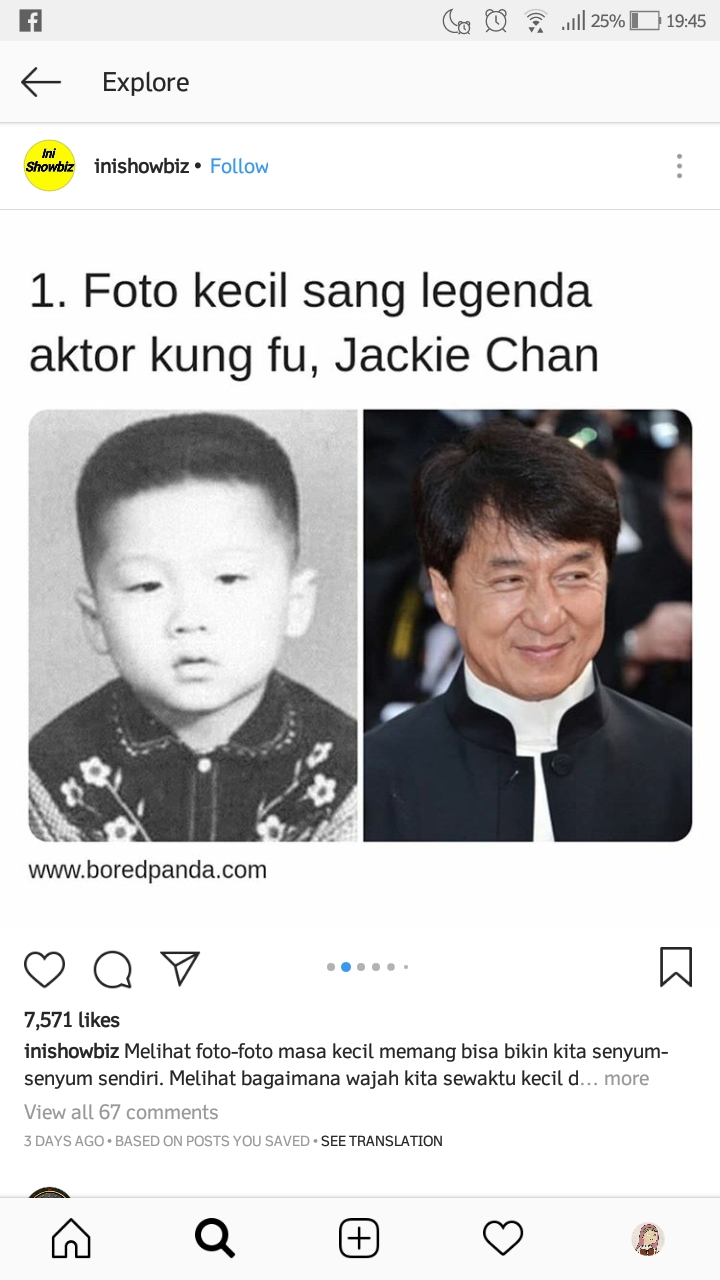 25% 19:45
Explore
Ini
Showbiz
inishowbiz • Follow
1. Foto kecil sang legenda
aktor kung fu, Jackie Chan
www.boredpanda.com
7,571 likes
inishowbiz Melihat foto-foto masa kecil memang bisa bikin kita senyum-
senyum sendiri. Melihat bagaimana wajah kita sewaktu kecil d... more
View all 67 comments
3 DAYS AGO • BASED ON POSTS YOU SAVED • SEE TRANSLATION